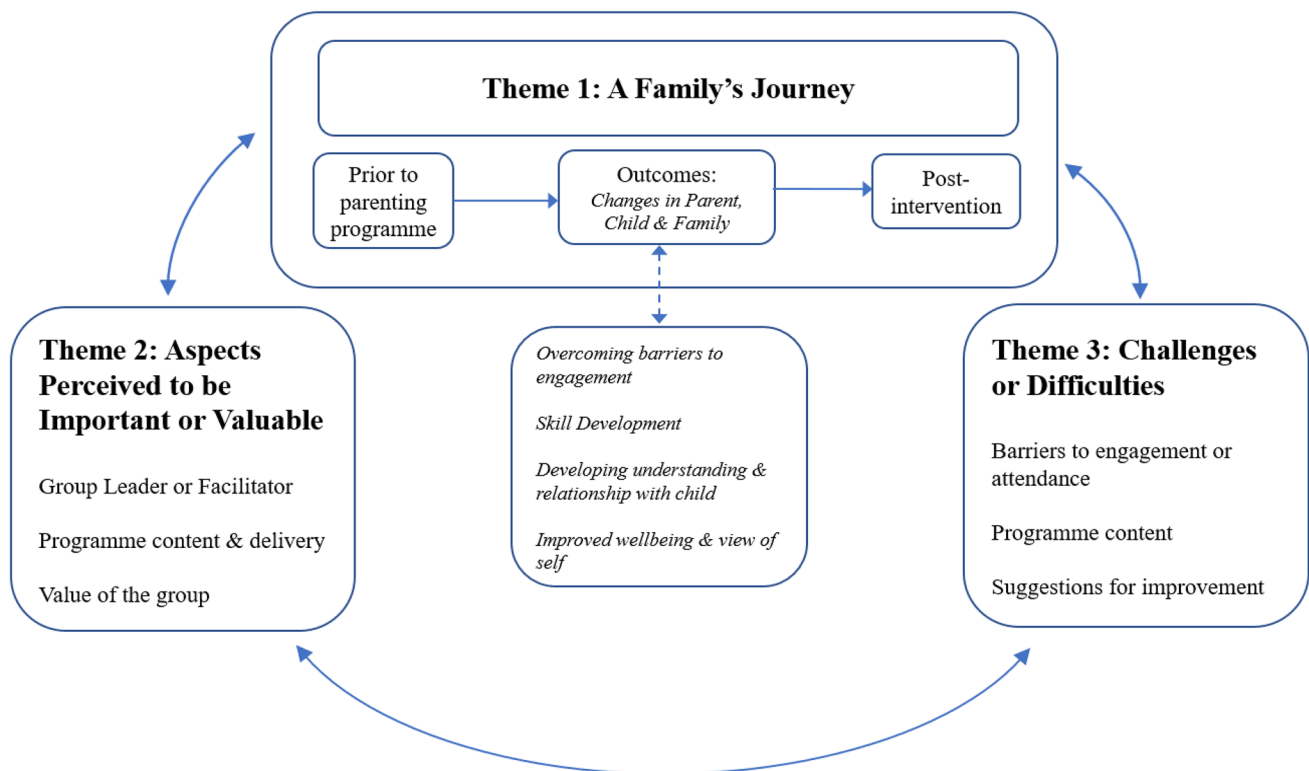 Theme 1: A Family’s Journey
Prior to
parenting
programme
Outcomes:
Changes in Parent,
Child & Family
Post-
intervention
Theme 2: Aspects
Perceived to be
Important or Valuable
Group Leader or Facilitator
Programme content & delivery
Value of the group
Overcoming barriers to
engagement
Skill Development
Developing understanding &
relationship with child
Improved wellbeing & view of
self
Theme 3: Challenges
or Difficulties
Barriers to engagement or
attendance
Programme content
Suggestions for improvement